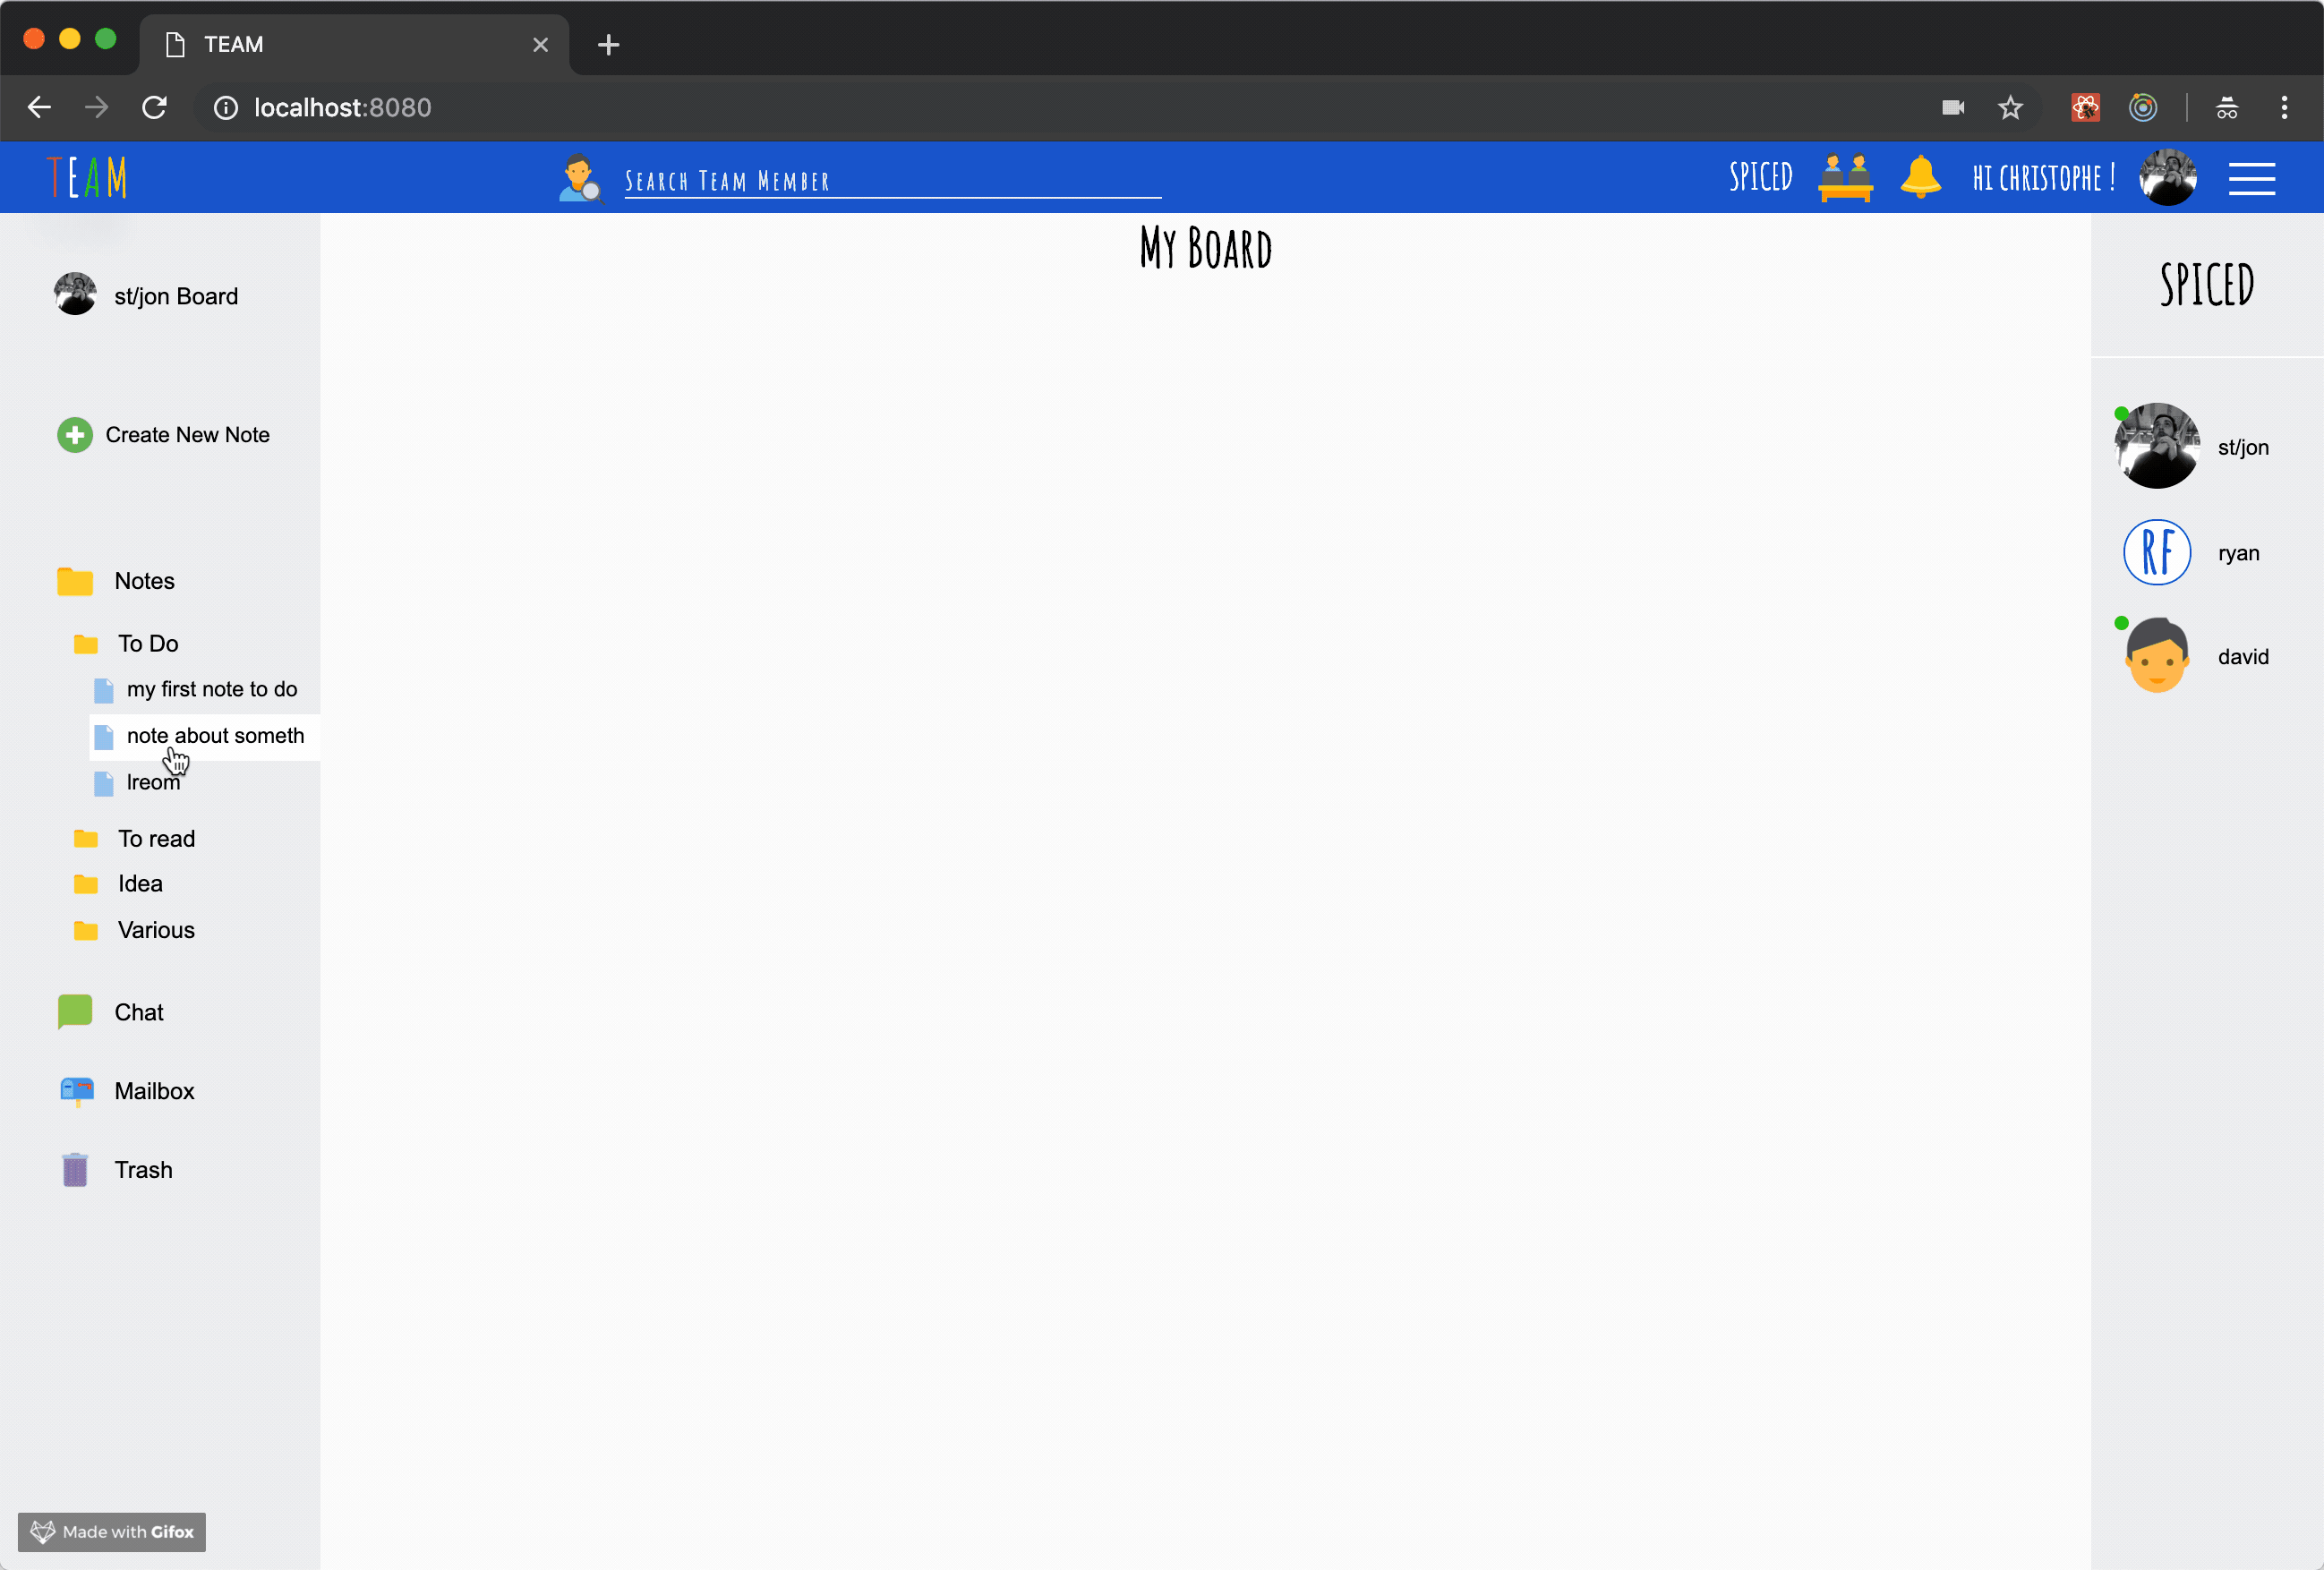 TEAM
localhost:8080
TEAM
Search Team Member
SPICED
HI CHRISTOPHE !
My Board
st/jon Board
Create New Note
Notes
To Do
my first note to do
note about someth
lreom
To read
Idea
Various
Chat
Mailbox
Trash
SPICED
st/jon
RF
ryan
david
Made with Gifox